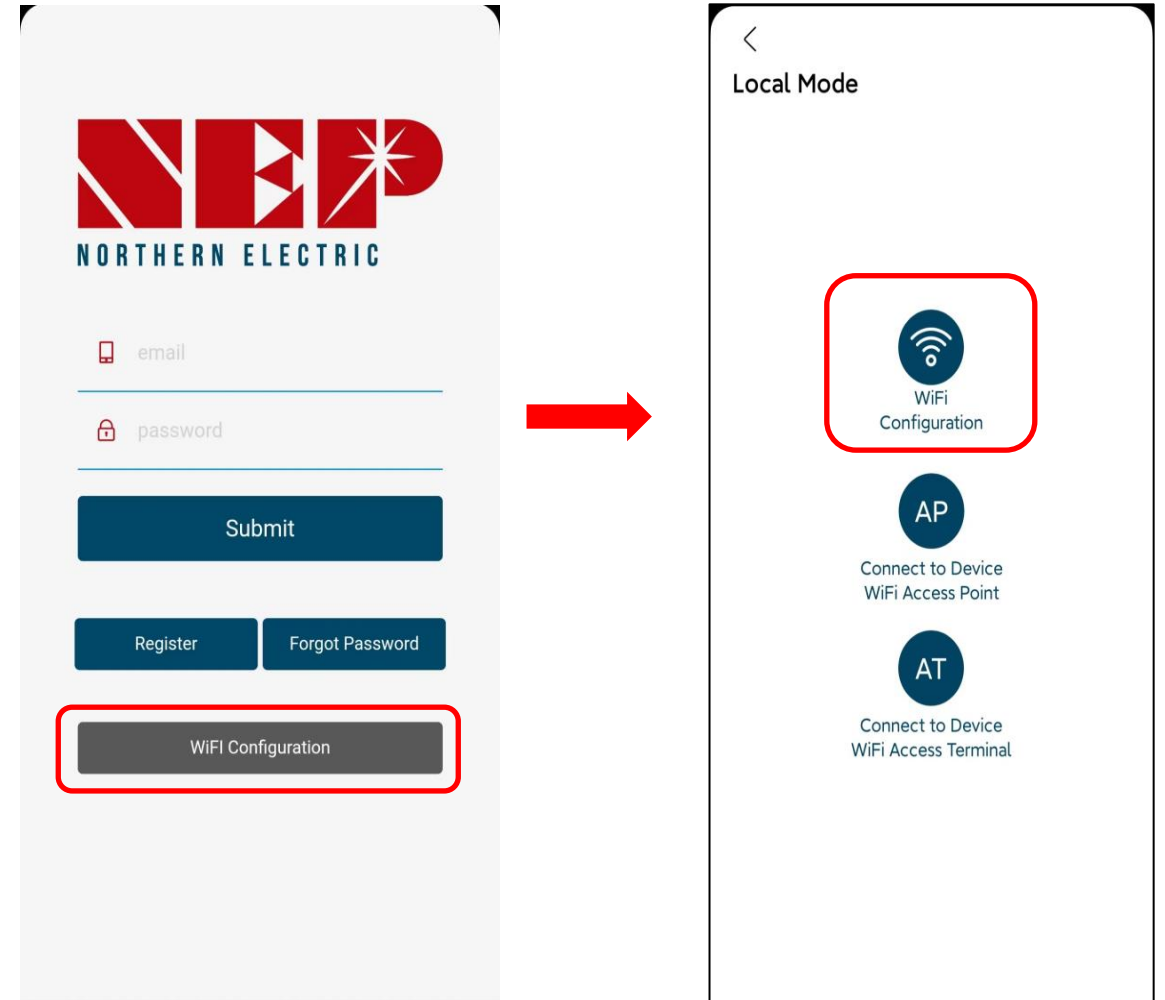 NEP
NORTHERN ELECTRIC
email
password
Submit
Register
Forgot Password
WiFI Configuration
Local Mode
WiFi
Configuration
AP
Connect to Device
WiFi Access Point
AT
Connect to Device
WiFi Access Terminal